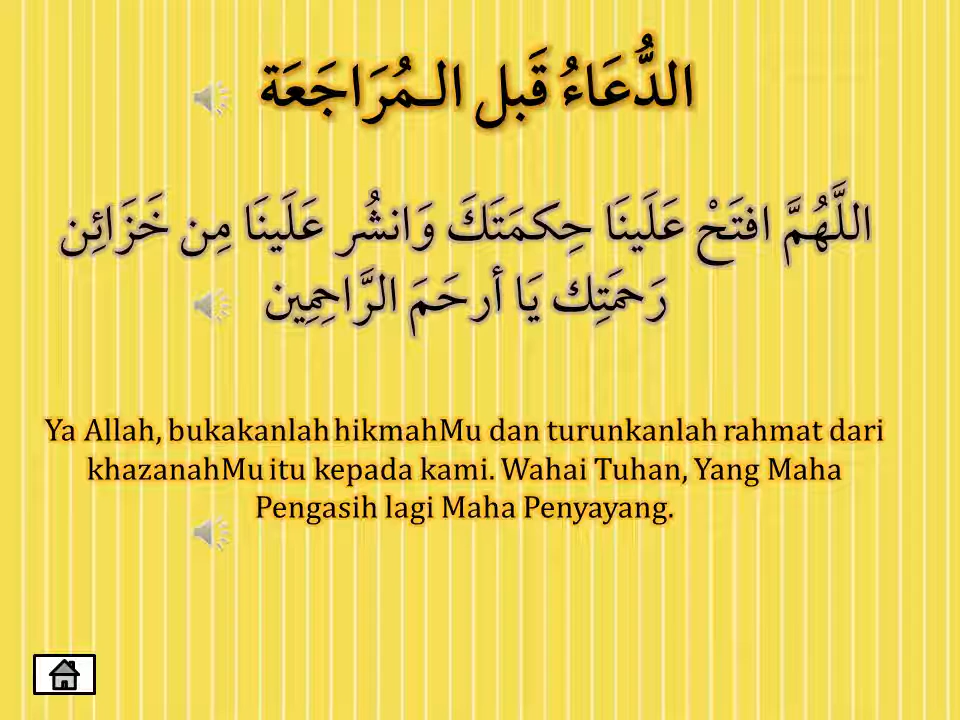 الدُّعَاءُ قَبل الـمُرَاجَعَة
اللَّهُمَّ افتَحْ عَلَينَا حِكمَتَكَ وَانشُر عَلَينَا مِن خَزَائِن
رَحمَتِك يَا أرحَمَ الرَّاحِمِين
Ya Allah, bukakanlah hikmahMu dan turunkanlah rahmat dari
khazanahMu itu kepada kami. Wahai Tuhan, Yang Maha
Pengasih lagi Maha Penyayang.